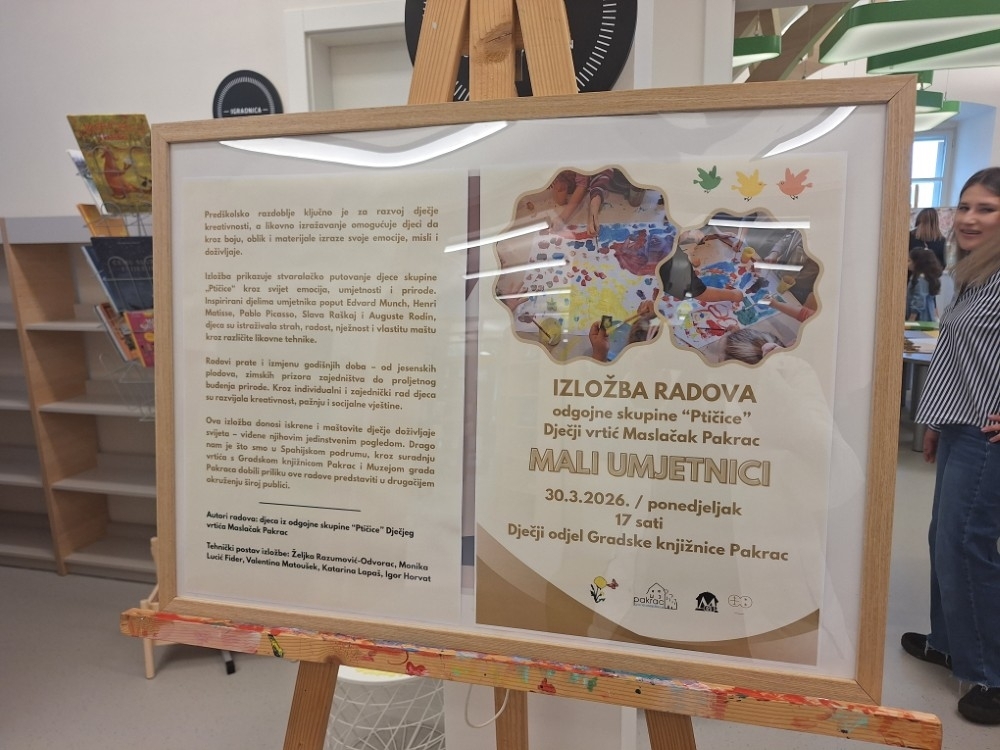 IGRAONICA
Predškolsko razdoblje ključno je za razvoj dječje
kreativnosti, a likovno izražavanje omogućuje djeci da
kroz boju, oblik i materijale izraze svoje emocije, misli i
doživljaje.
Izložba prikazuje stvaralačko putovanje djece skupine
„Ptičice“ kroz svijet emocija, umjetnosti i prirode.
Inspirirani djelima umjetnika poput Edvard Munch, Henri
Matisse, Pablo Picasso, Slava Raškaj i Auguste Rodin,
djeca su istraživala strah, radost, nježnost i vlastitu maštu
kroz različite likovne tehnike.
Radovi prate i izmjenu godišnjih doba – od jesenskih
plodova, zimskih prizora zajedništva do proljetnog
buđenja prirode. Kroz individualni i zajednički rad djeca
su razvijala kreativnost, pažnju i socijalne vještine.
Ova izložba donosi iskrene i maštovite dječje doživljaje
svijeta – viđene njihovim jedinstvenim pogledom. Drago
nam je što smo u Spahijskom podrumu, kroz suradnju
vrtića s Gradskom knjižnicom Pakrac i Muzejom grada
Pakraca dobili priliku ove radove predstaviti u drugačijem
okruženju široj publici.
Autori radova: djeca iz odgojne skupine “Ptičice” Dječjeg
vrtića Maslačak Pakrac
Tehnički postav izložbe: Željka Razumović-Odvorac, Monika
Lucić Fider, Valentina Matoušek, Katarina Lapaš, Igor Horvat
IZLOŽBA RADOVA
odgojne skupine “Ptičice”
Dječji vrtić Maslačak Pakrac
MALI UMJETNICI
30.3.2026. / ponedjeljak
17 sati
Dječji odjel Gradske knjižnice Pakrac
pakrac